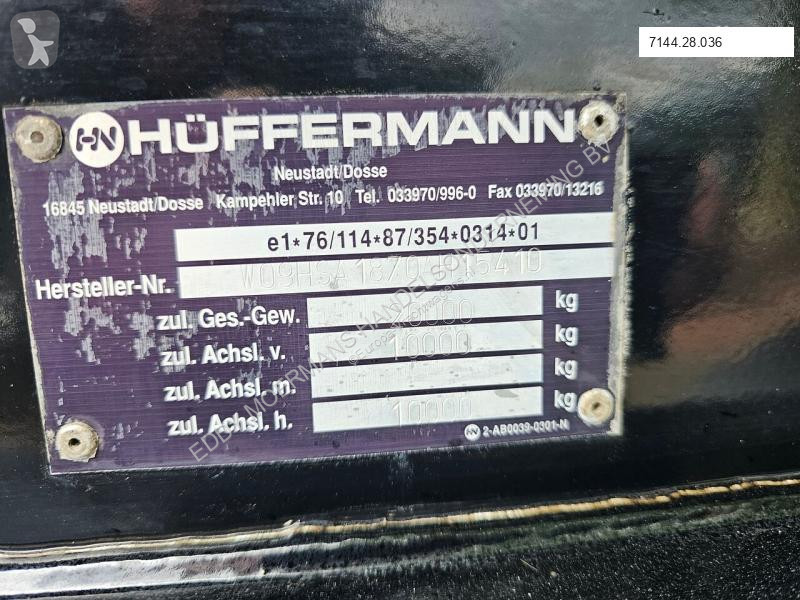 7144.28.036
HN HÜFFERMANN
Neustadt/Dosse
16845 Neustadt/Dosse Kampehler Str. 10 Tel. 033970/996-0 Fax 033970/13216
e1*76/114*87/354*0314*01
Hersteller-Nr.
zul. Ges.-Gew. kg
zul. Achsl. v. 10000 kg
zul. Achsl. m. kg
zul. Achsl. h. 10000 kg
HN 2-AB0039-0301-N